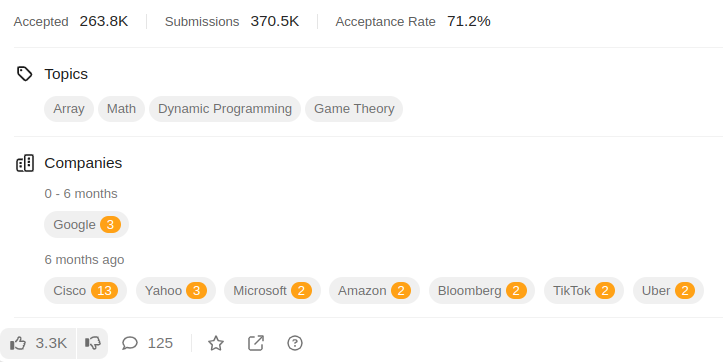 Accepted 263.8K Submissions 370.5K Acceptance Rate 71.2%
Topics
Array Math Dynamic Programming Game Theory
Companies
0 - 6 months
Google 3
6 months ago
Cisco 13 Yahoo 3 Microsoft 2 Amazon 2 Bloomberg 2 TikTok 2 Uber 2
3.3K 125